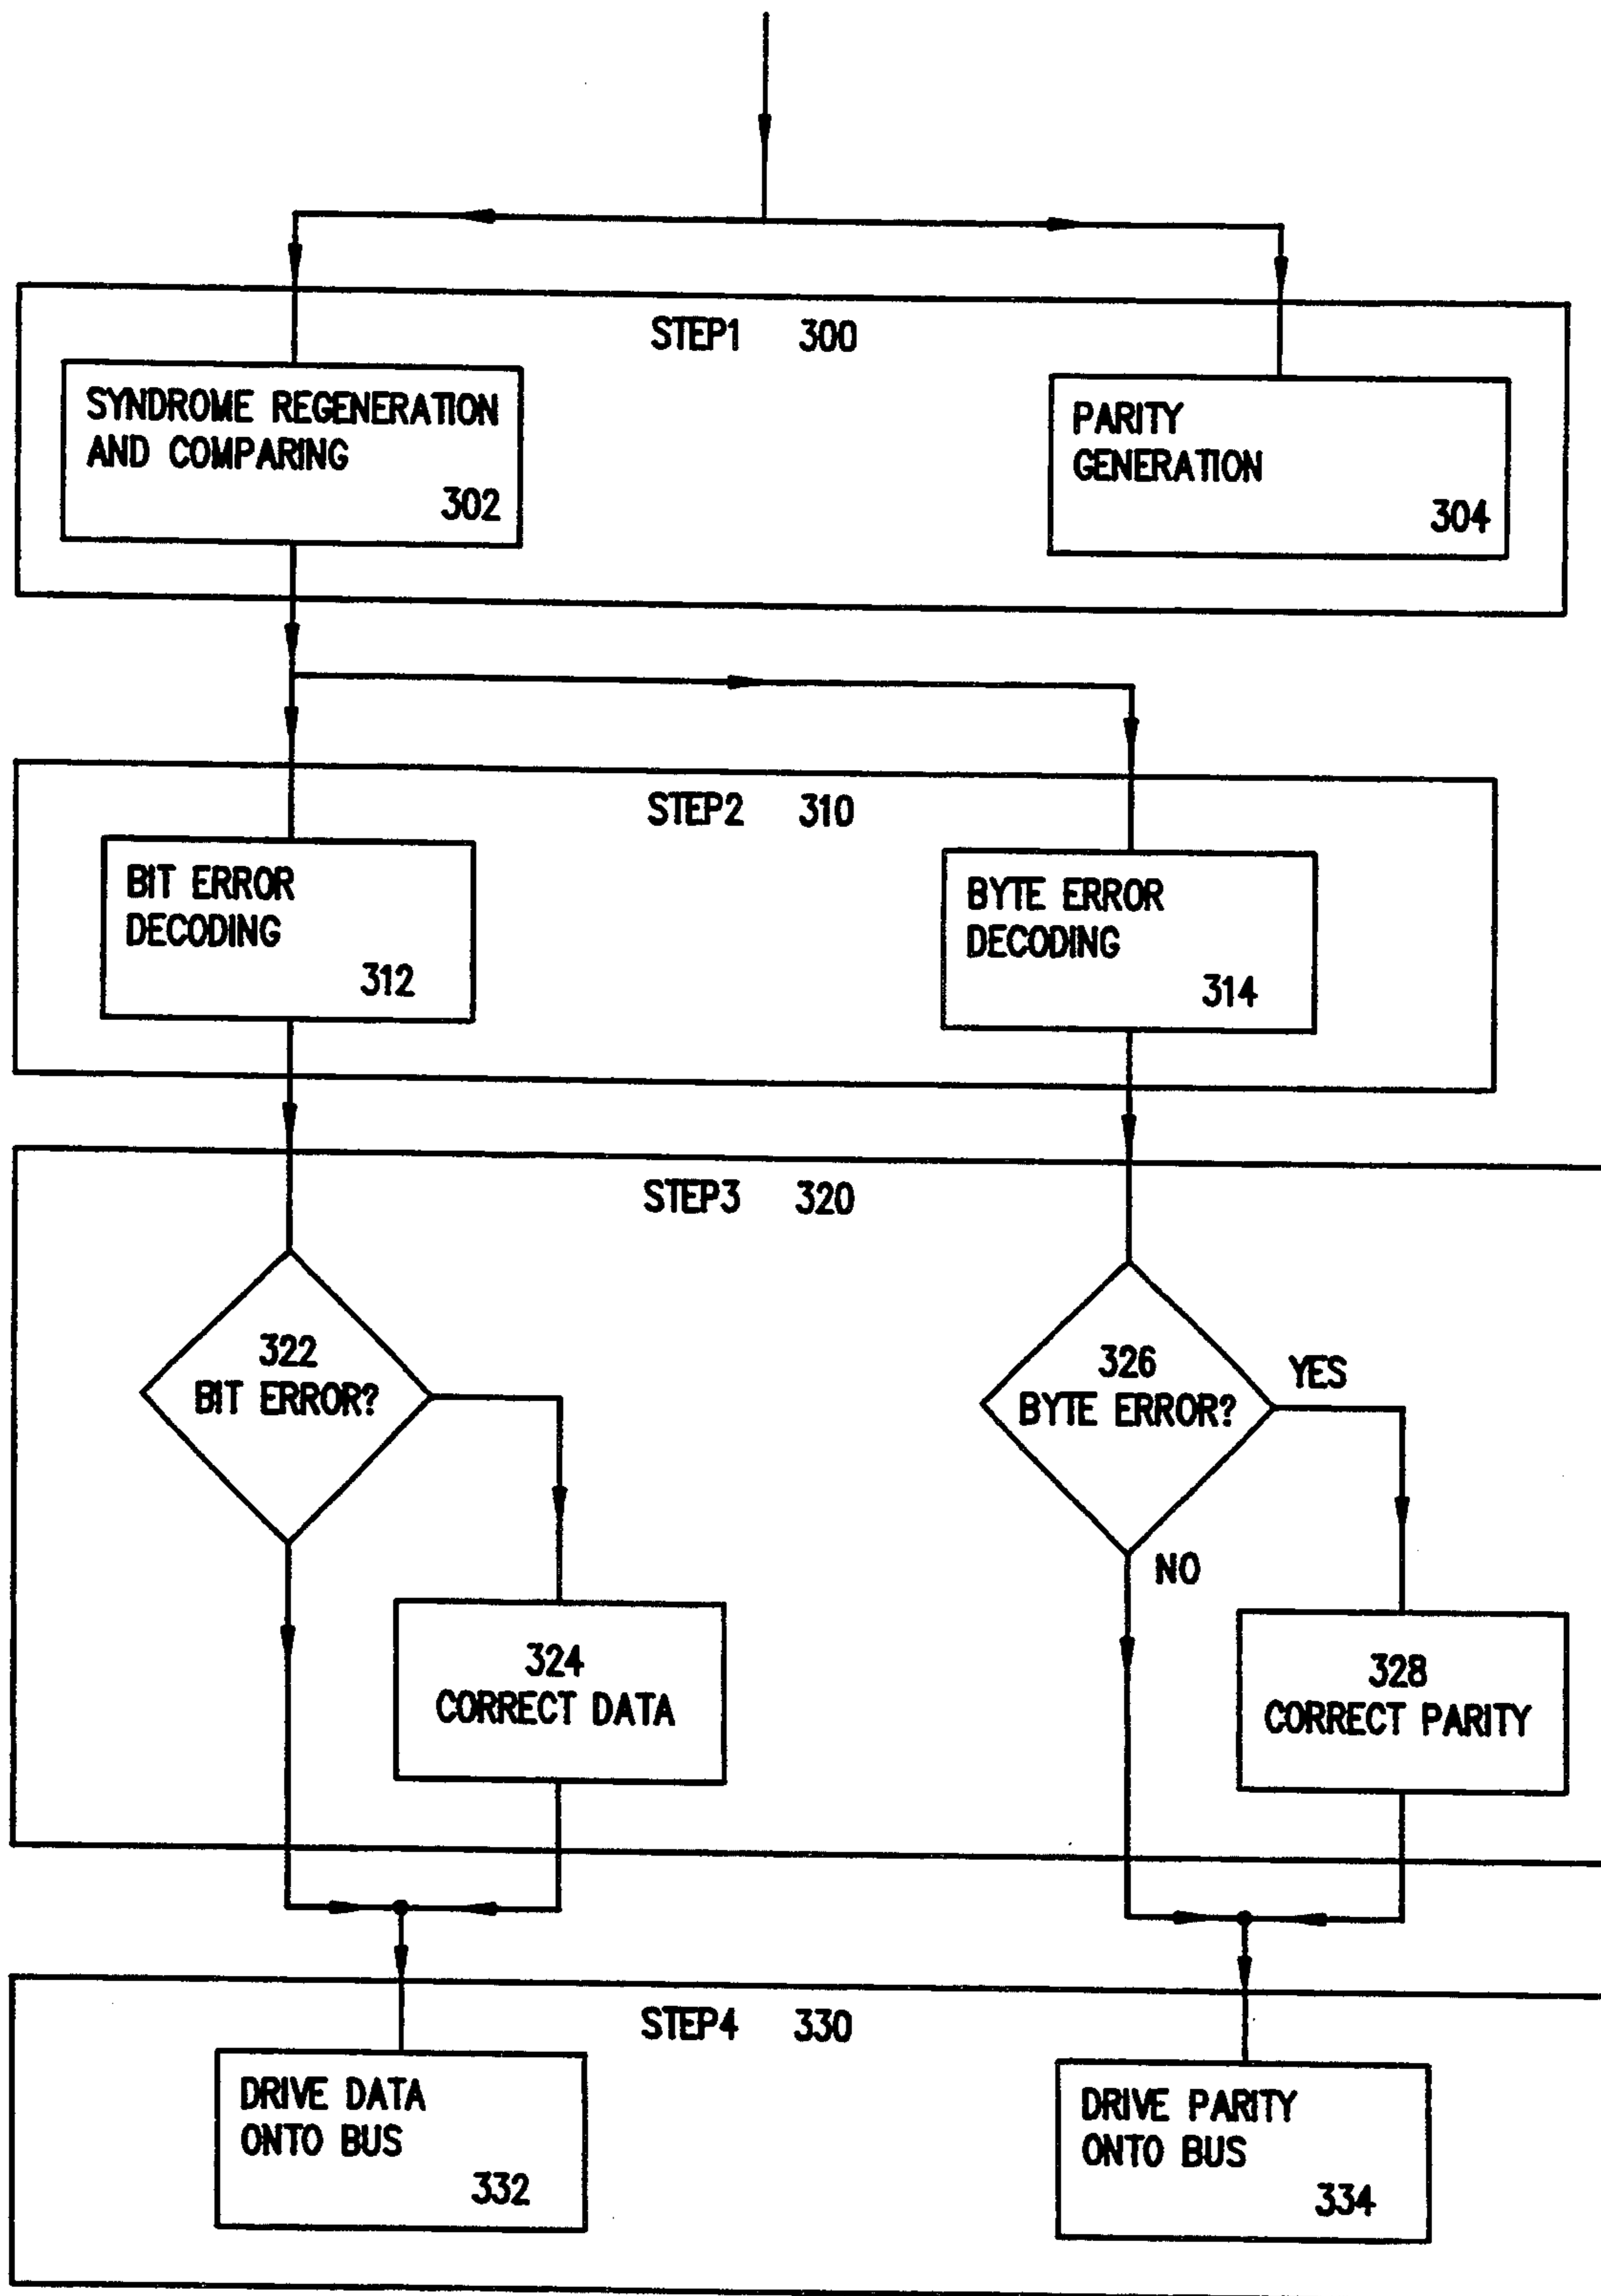 STEP1 300
SYNDROME REGENERATION
AND COMPARING
302
PARITY
GENERATION
304
STEP2 310
BIT ERROR
DECODING
312
BYTE ERROR
DECODING
314
STEP3 320
322
BIT ERROR?
326
BYTE ERROR?
YES
NO
324
CORRECT DATA
328
CORRECT PARITY
STEP4 330
DRIVE DATA
ONTO BUS
332
DRIVE PARITY
ONTO BUS
334